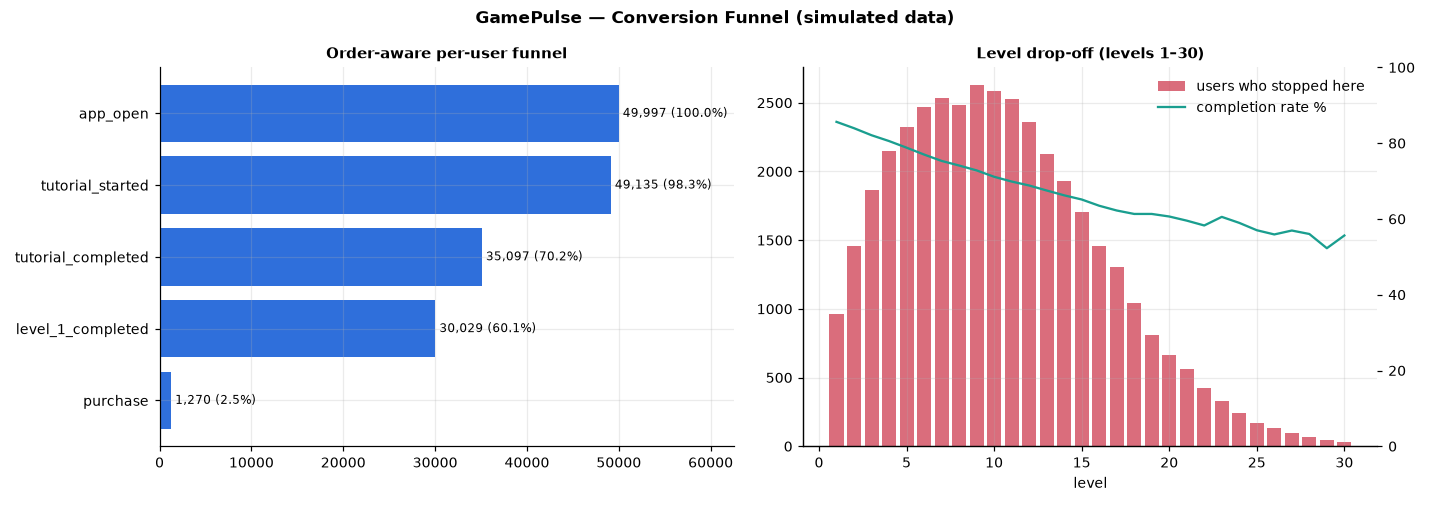 GamePulse — Conversion Funnel (simulated data)
Order-aware per-user funnel
app_open
49,997 (100.0%)
tutorial_started
49,135 (98.3%)
tutorial_completed
35,097 (70.2%)
level_1_completed
30,029 (60.1%)
purchase
1,270 (2.5%)
0 10000 20000 30000 40000 50000 60000
Level drop-off (levels 1–30)
users who stopped here
completion rate %
2500
2000
1500
1000
500
0
100
80
60
40
20
0
0 5 10 15 20 25 30
level